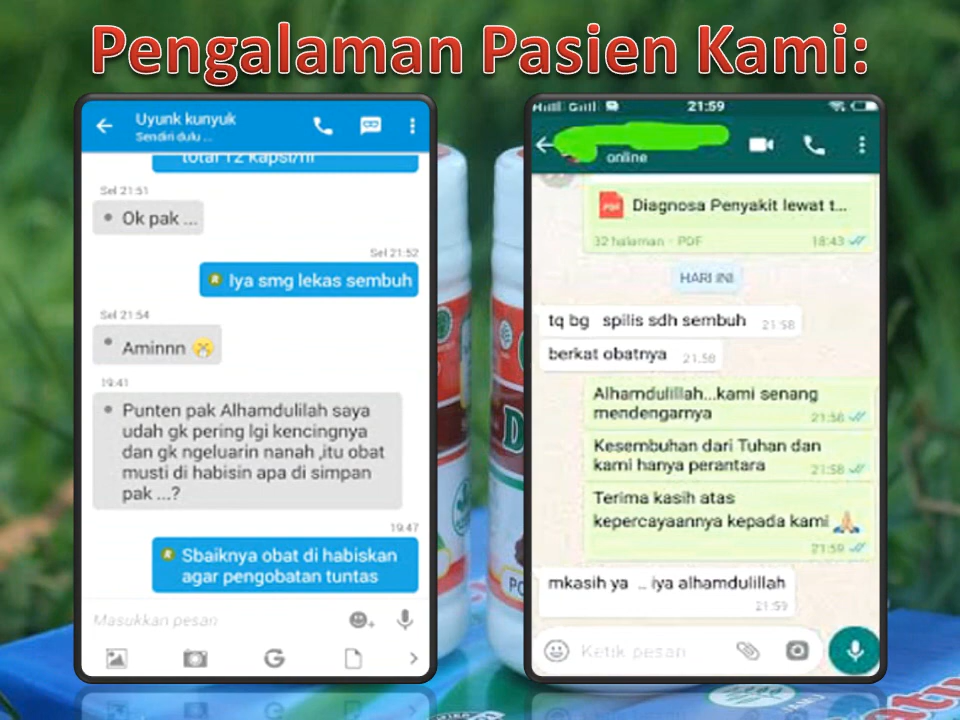 Pengalaman Pasien Kami:
Uyunk kunyuk
Sendiri dulu ...
total 12 kapsl/hr
Sel 21:51
Ok pak ...
Sel 21:52
Iya smg lekas sembuh
Sel 21:54
Aminnn
19:41
Punten pak Alhamdulilah saya
udah gk pering lgi kencingnya
dan gk ngeluarin nanah ,itu obat
musti di habisin apa di simpan
pak ...?
19:47
Sbaiknya obat di habiskan
agar pengobatan tuntas
Masukkan pesan
21:59
online
PDF
Diagnosa Penyakit lewat t...
32 halaman · PDF
18:43
HARI INI
tq bg spilis sdh sembuh
21:58
berkat obatnya
21:58
Alhamdulillah...kami senang
mendengarnya
21:58
Kesembuhan dari Tuhan dan
kami hanya perantara
21:58
Terima kasih atas
kepercayaannya kepada kami
21:59
mkasih ya .. iya alhamdulillah
21:59
Ketik pesan